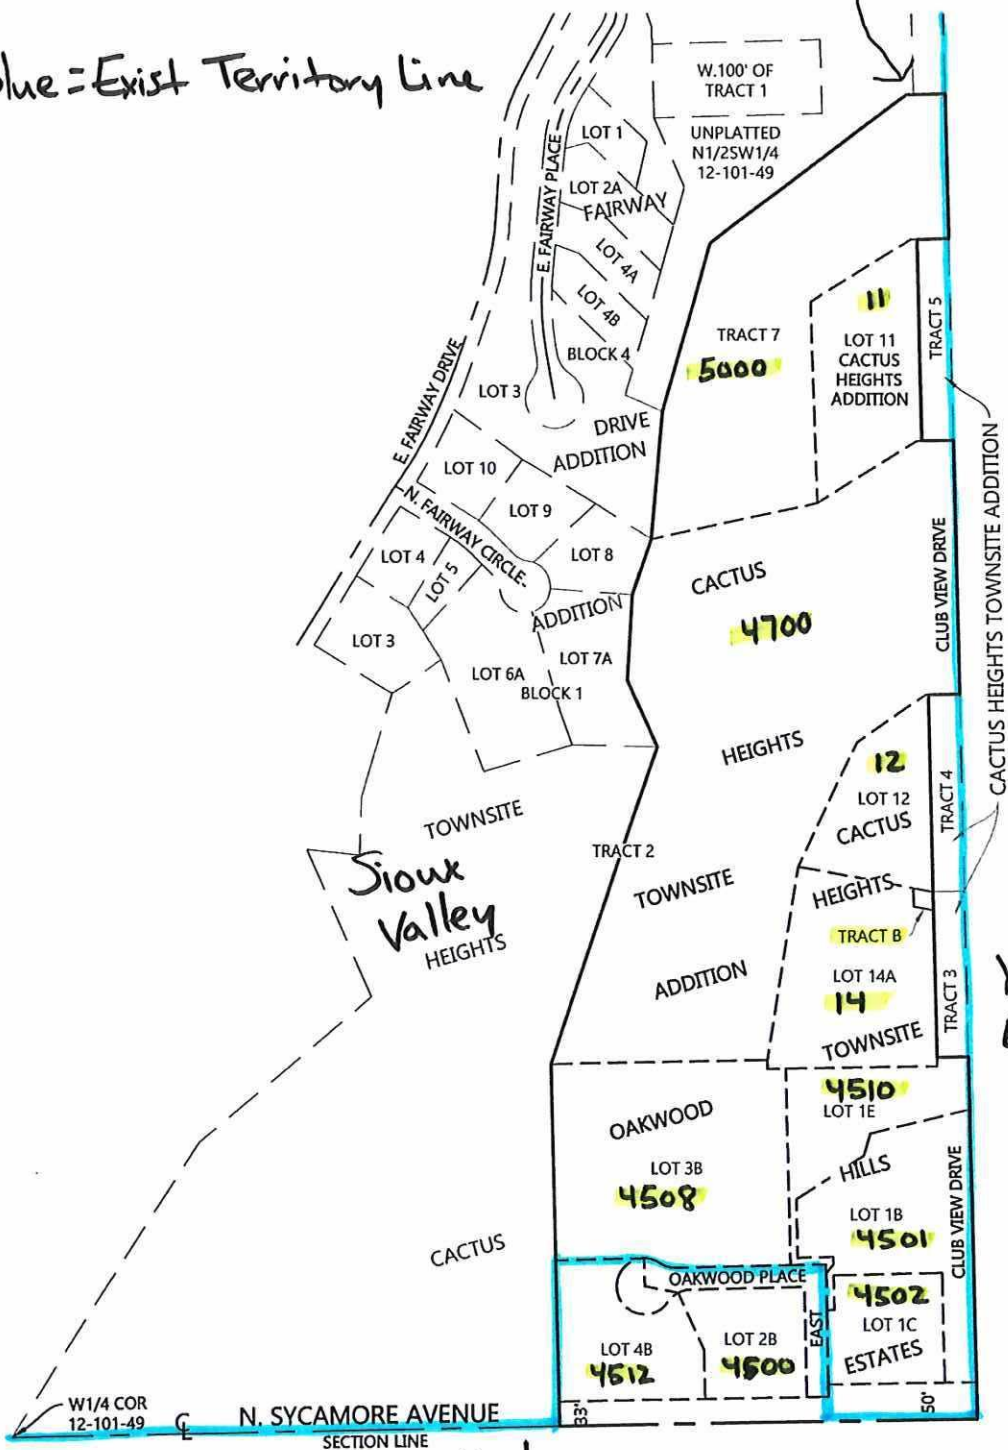 Blue = Exist Territory Line
W.100' OF
TRACT 1
UNPLATTED
N1/2SW1/4
12-101-49
LOT 1
LOT 2A
FAIRWAY
E. FAIRWAY PLACE
LOT 4A
LOT 4B
BLOCK 4
LOT 3
DRIVE
ADDITION
E. FAIRWAY DRIVE
TRACT 7
5000
11
LOT 11
CACTUS
HEIGHTS
ADDITION
TRACT 5
LOT 10
N. FAIRWAY CIRCLE.
LOT 9
LOT 8
LOT 4
LOT 5
ADDITION
LOT 3
LOT 6A
LOT 7A
BLOCK 1
CACTUS
4700
CLUB VIEW DRIVE
CACTUS HEIGHTS TOWNSITE ADDITION
HEIGHTS
12
LOT 12
CACTUS
TRACT 4
TOWNSITE
Sioux
Valley
HEIGHTS
TRACT 2
TOWNSITE
HEIGHTS
TRACT B
ADDITION
LOT 14A
14
TOWNSITE
TRACT 3
4510
LOT 1E
OAKWOOD
HILLS
LOT 3B
4508
LOT 1B
4501
CLUB VIEW DRIVE
CACTUS
OAKWOOD PLACE
EAST
4502
LOT 1C
ESTATES
LOT 4B
4512
LOT 2B
4500
W1/4 COR
12-101-49
N. SYCAMORE AVENUE
SECTION LINE
33'
50'